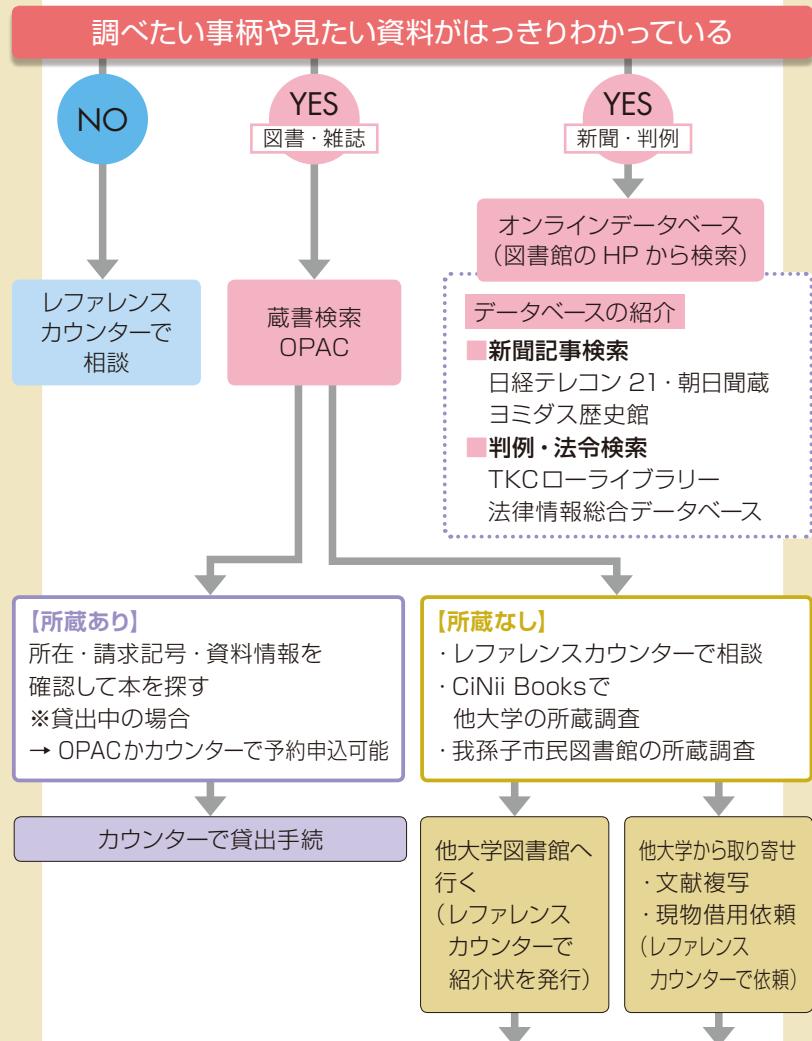 調べたい事柄や見たい資料がはっきりわかっている
NO
YES
図書・雑誌
YES
新聞・判例
レファレンス
カウンターで
相談
蔵書検索
OPAC
オンラインデータベース
(図書館の HP から検索)
データベースの紹介
■新聞記事検索
日経テレコン 21・朝日聞蔵
ヨミダス歴史館
■判例・法令検索
TKCローライブラリー
法律情報総合データベース
【所蔵あり】
所在・請求記号・資料情報を
確認して本を探す
※貸出中の場合
→ OPACかカウンターで予約申込可能
カウンターで貸出手続
【所蔵なし】
・レファレンスカウンターで相談
・CiNii Booksで
他大学の所蔵調査
・我孫子市民図書館の所蔵調査
他大学図書館へ
行く
(レファレンス
カウンターで
紹介状を発行)
他大学から取り寄せ
・文献複写
・現物借用依頼
(レファレンス
カウンターで依頼)